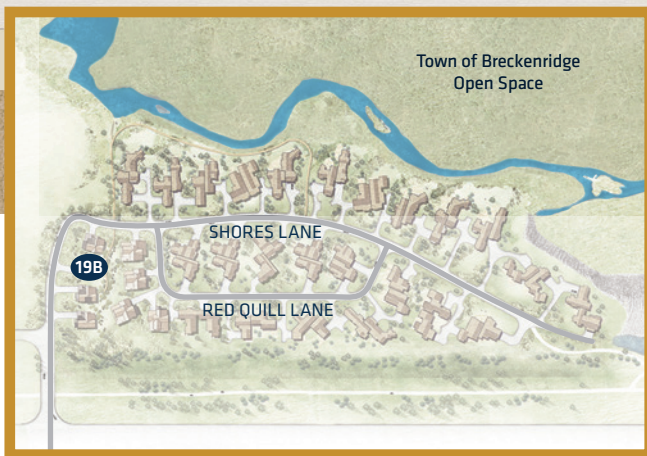 Town of Breckenridge
Open Space
SHORES LANE
19B
RED QUILL LANE